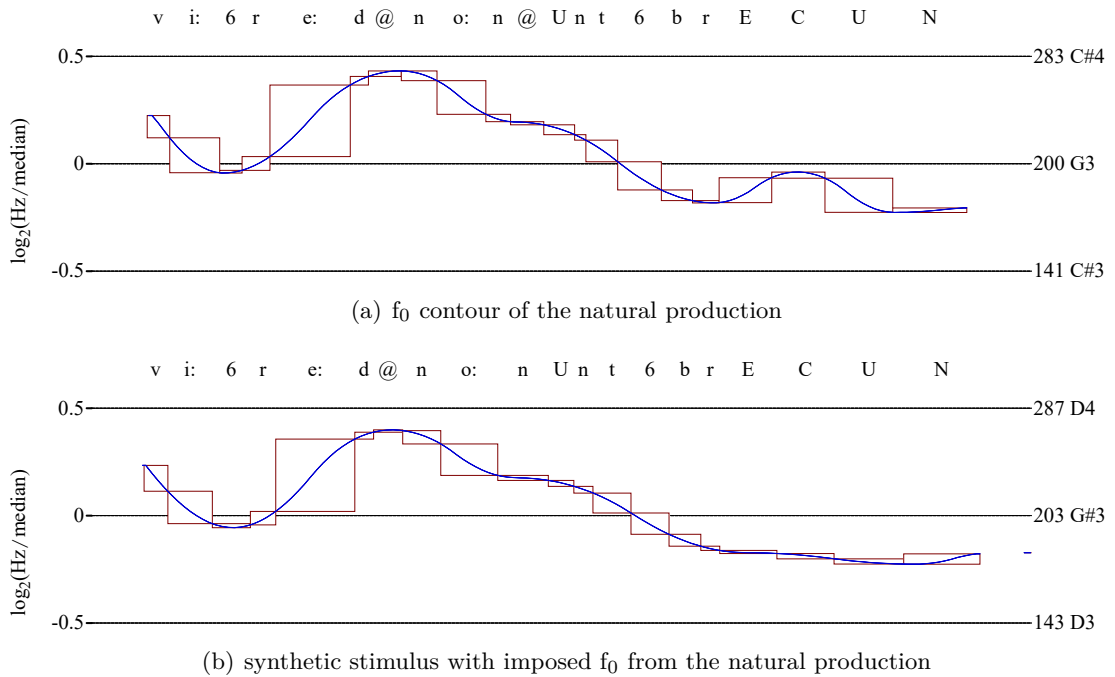 v i: 6 r e: d @ n o: n @ U n t 6 b r E C U N
0.5 283 C#4
0 200 G3
-0.5 141 C#3
log2(Hz/median)
(a) f0 contour of the natural production
v i: 6 r e: d @ n o: n U n t 6 b r E C U N
0.5 287 D4
0 203 G#3
-0.5 143 D3
log2(Hz/median)
(b) synthetic stimulus with imposed f0 from the natural production